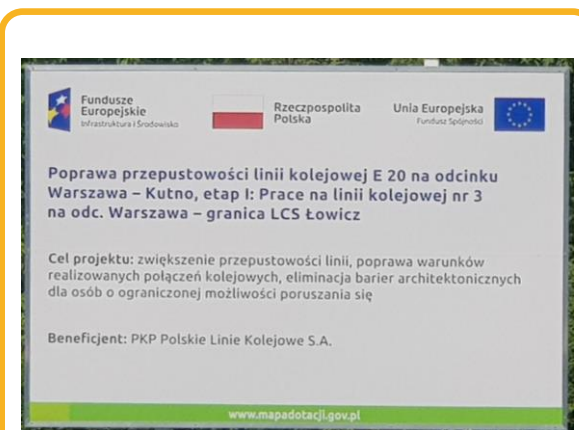 Fundusze
Europejskie
Infrastruktura i Środowisko
Rzeczpospolita
Polska
Unia Europejska
Fundusz Spójności
Poprawa przepustowości linii kolejowej E 20 na odcinku
Warszawa – Kutno, etap I: Prace na linii kolejowej nr 3
na odc. Warszawa – granica LCS Łowicz
Cel projektu: zwiększenie przepustowości linii, poprawa warunków
realizowanych połączeń kolejowych, eliminacja barier architektonicznych
dla osób o ograniczonej możliwości poruszania się
Beneficjent: PKP Polskie Linie Kolejowe S.A.
www.mapadotacji.gov.pl